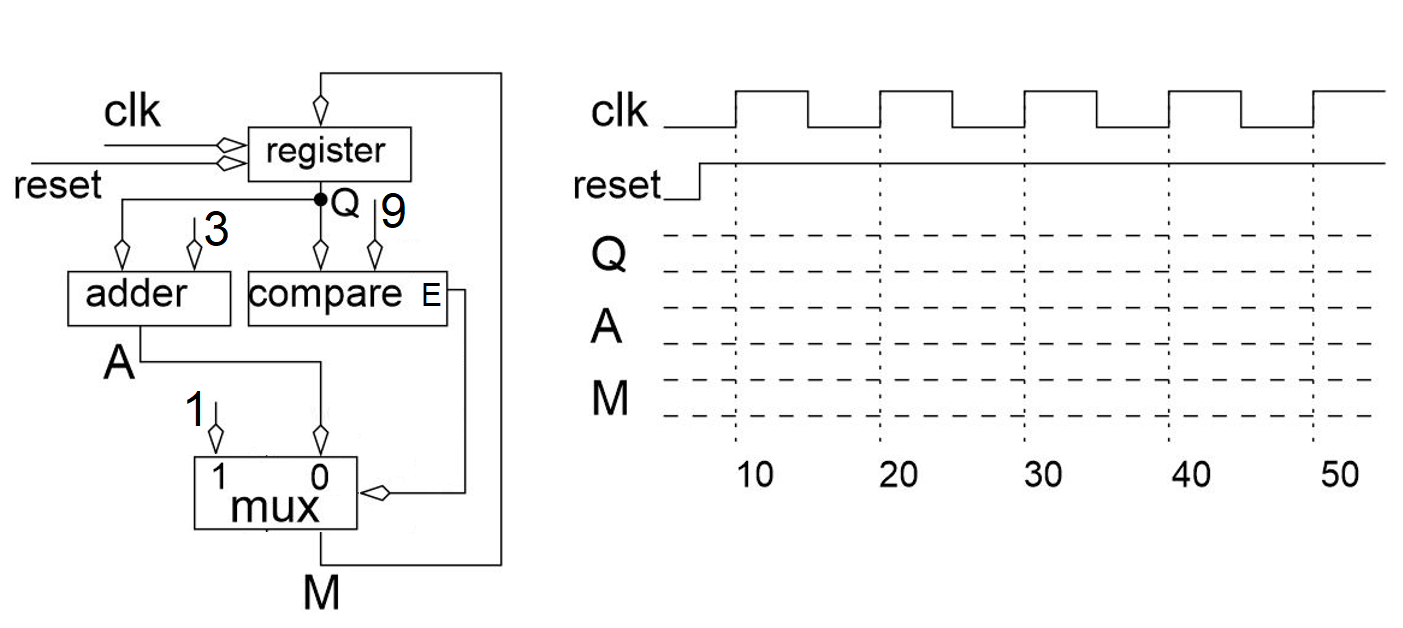 clk
register
reset
Q
9
3
adder
compare E
A
1
1 0
mux
M
clk
reset
Q
A
M
10 20 30 40 50